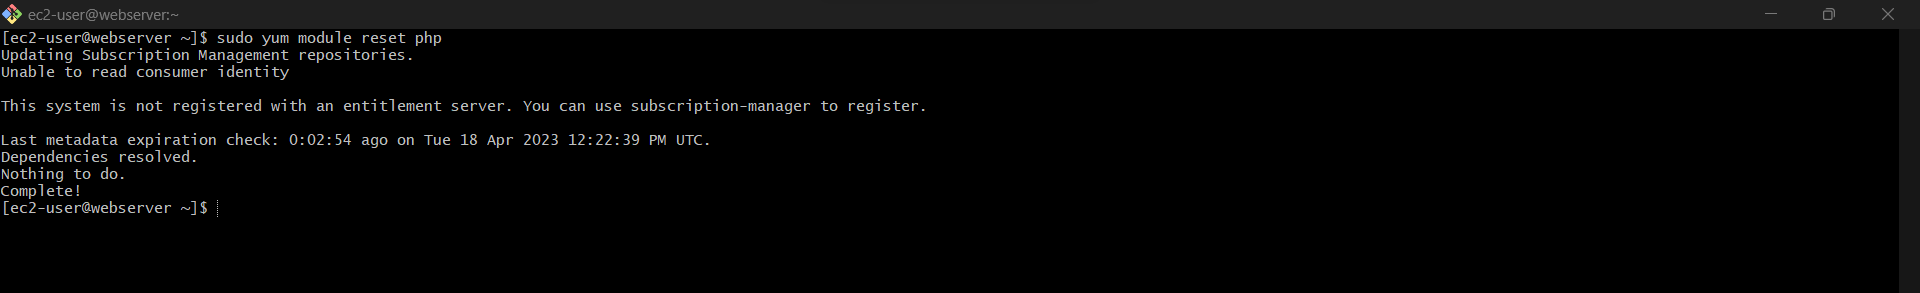 ec2-user@webserver:~
[ec2-user@webserver ~]$ sudo yum module reset php
Updating Subscription Management repositories.
Unable to read consumer identity
This system is not registered with an entitlement server. You can use subscription-manager to register.
Last metadata expiration check: 0:02:54 ago on Tue 18 Apr 2023 12:22:39 PM UTC.
Dependencies resolved.
Nothing to do.
Complete!
[ec2-user@webserver ~]$